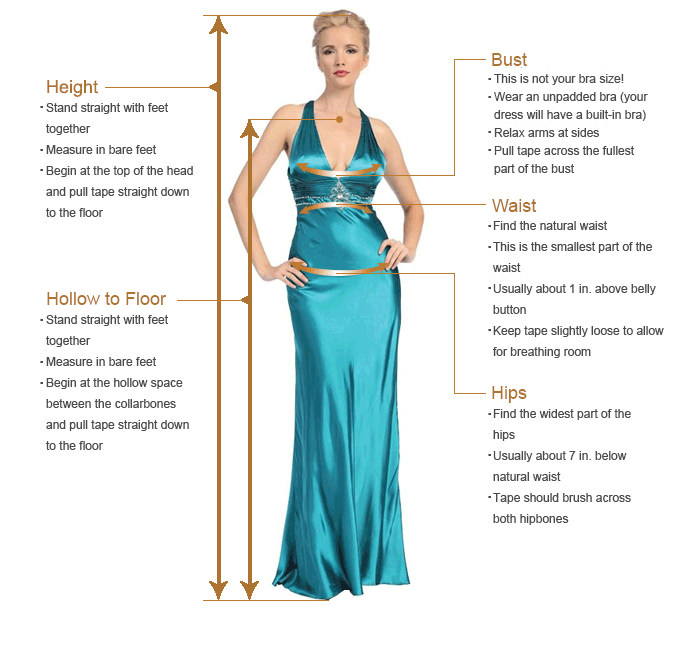 Height
· Stand straight with feet
together
· Measure in bare feet
· Begin at the top of the head
and pull tape straight down
to the floor
Hollow to Floor
· Stand straight with feet
together
· Measure in bare feet
· Begin at the hollow space
between the collarbones
and pull tape straight down
to the floor
Bust
· This is not your bra size!
· Wear an unpadded bra (your
dress will have a built-in bra)
· Relax arms at sides
· Pull tape across the fullest
part of the bust
Waist
· Find the natural waist
· This is the smallest part of the
waist
· Usually about 1 in. above belly
button
· Keep tape slightly loose to allow
for breathing room
Hips
· Find the widest part of the
hips
· Usually about 7 in. below
natural waist
· Tape should brush across
both hipbones